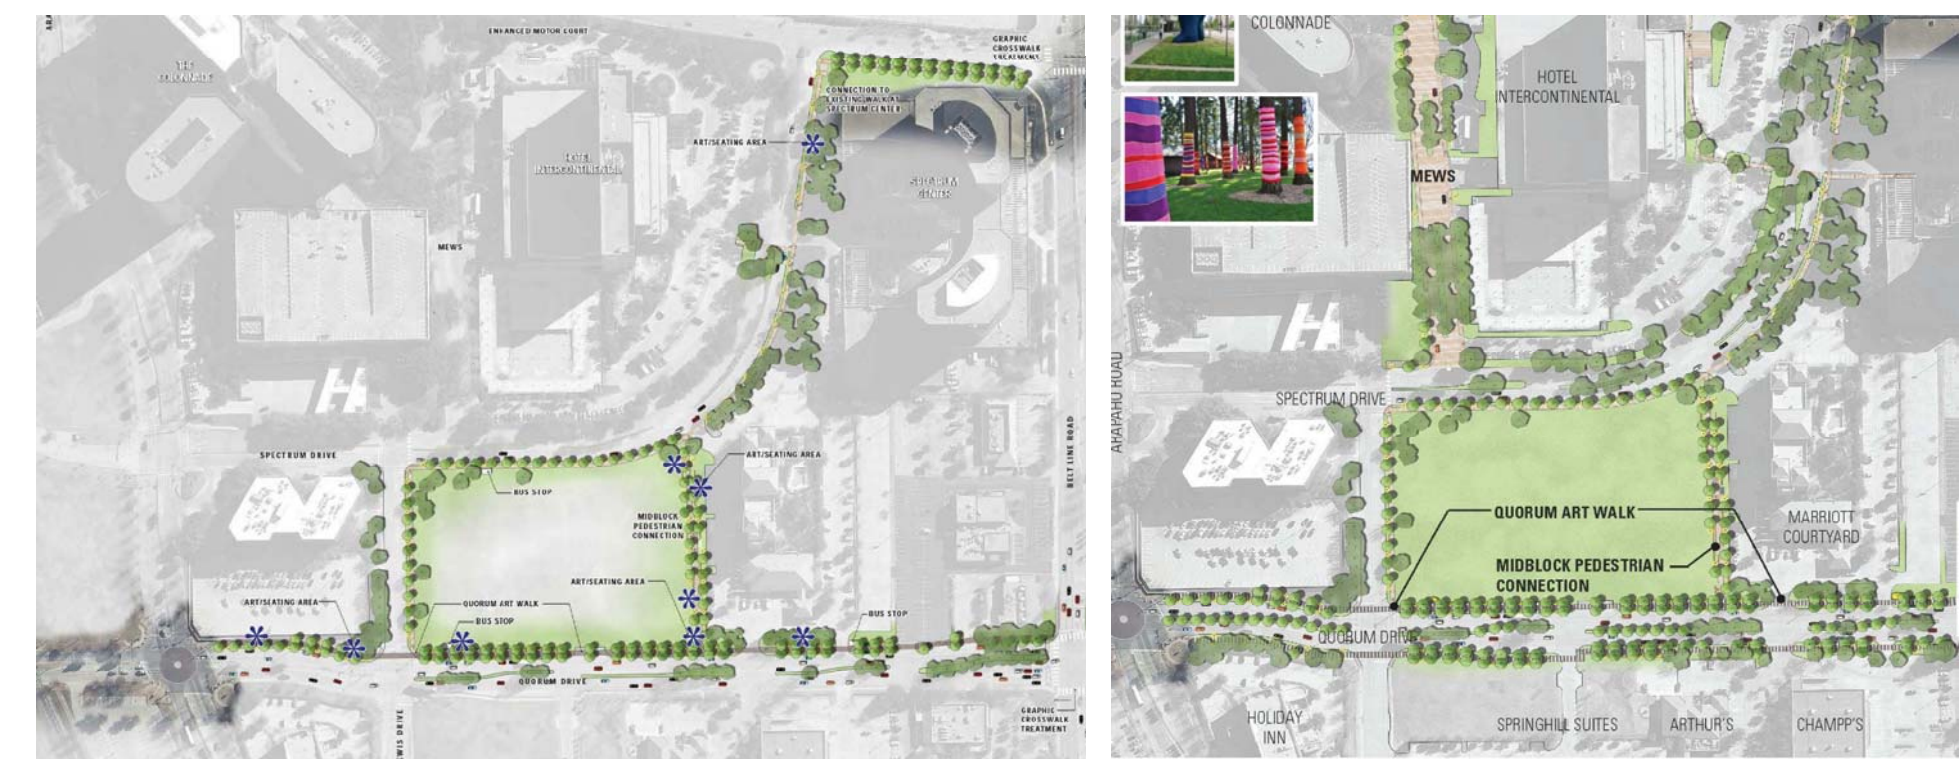 ENHANCED MOTOR COURT
GRAPHIC
CROSSWALK
TREATMENT
THE
COLONNADE
CONNECTION TO
EXISTING WALK AT
SPECTRUM CENTER
ART/SEATING AREA
HOTEL
INTERCONTINENTAL
SPECTRUM
CENTER
MEWS
SPECTRUM DRIVE
ART/SEATING AREA
BUS STOP
MIDBLOCK
PEDESTRIAN
CONNECTION
BELT LINE ROAD
ART/SEATING AREA
ART/SEATING AREA
QUORUM ART WALK
BUS STOP
BUS STOP
QUORUM DRIVE
GRAPHIC
CROSSWALK
TREATMENT
WIS DRIVE
COLONNADE
HOTEL
INTERCONTINENTAL
MEWS
ARAPAHO ROAD
SPECTRUM DRIVE
QUORUM ART WALK
MARRIOTT
COURTYARD
MIDBLOCK PEDESTRIAN
CONNECTION
QUORUM DRIVE
HOLIDAY
INN
SPRINGHILL SUITES
ARTHUR'S
CHAMPP'S